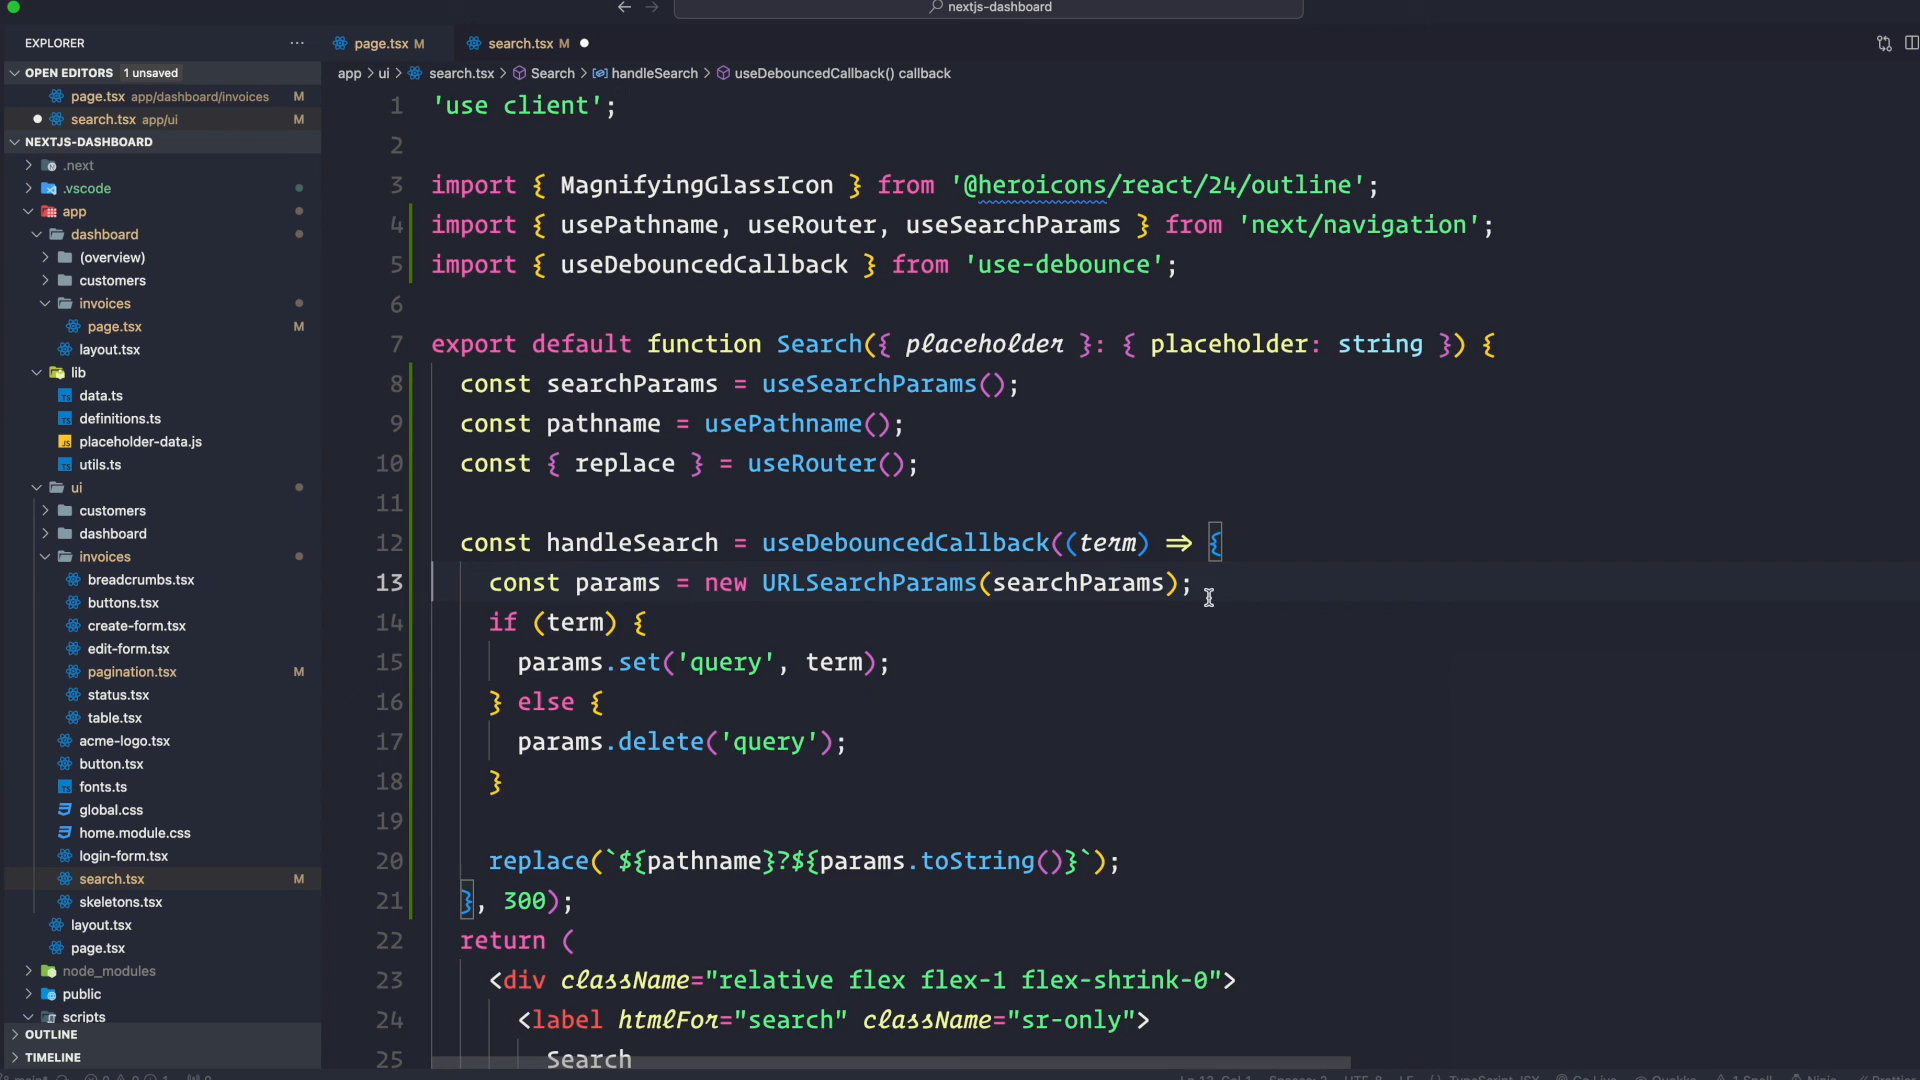 nextjs-dashboard
EXPLORER
page.tsx M
search.tsx M
OPEN EDITORS 1 unsaved
app > ui > search.tsx > Search > handleSearch > useDebouncedCallback() callback
page.tsx app/dashboard/invoices M
search.tsx app/ui M
NEXTJS-DASHBOARD
.next
.vscode
app
dashboard
(overview)
customers
invoices
page.tsx M
layout.tsx
lib
data.ts
definitions.ts
placeholder-data.js
utils.ts
ui
customers
dashboard
invoices
breadcrumbs.tsx
buttons.tsx
create-form.tsx
edit-form.tsx
pagination.tsx M
status.tsx
table.tsx
acme-logo.tsx
button.tsx
fonts.ts
global.css
home.module.css
login-form.tsx
search.tsx M
skeletons.tsx
layout.tsx
page.tsx
node_modules
public
scripts
OUTLINE
TIMELINE
1 'use client';
2
3 import { MagnifyingGlassIcon } from '@heroicons/react/24/outline';
4 import { usePathname, useRouter, useSearchParams } from 'next/navigation';
5 import { useDebouncedCallback } from 'use-debounce';
6
7 export default function Search({ placeholder }: { placeholder: string }) {
8 const searchParams = useSearchParams();
9 const pathname = usePathname();
10 const { replace } = useRouter();
11
12 const handleSearch = useDebouncedCallback((term) => {
13 const params = new URLSearchParams(searchParams);
14 if (term) {
15 params.set('query', term);
16 } else {
17 params.delete('query');
18 }
19
20 replace(`${pathname}?${params.toString()}`);
21 }, 300);
22 return (
23 <div className="relative flex flex-1 flex-shrink-0">
24 <label htmlFor="search" className="sr-only">
25 Search